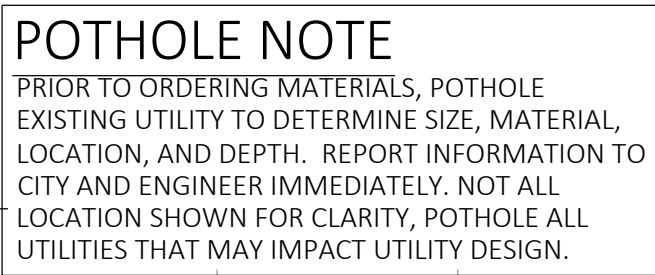 POTHOLE NOTE
PRIOR TO ORDERING MATERIALS, POTHOLE
EXISTING UTILITY TO DETERMINE SIZE, MATERIAL,
LOCATION, AND DEPTH. REPORT INFORMATION TO
CITY AND ENGINEER IMMEDIATELY. NOT ALL
LOCATION SHOWN FOR CLARITY, POTHOLE ALL
UTILITIES THAT MAY IMPACT UTILITY DESIGN.